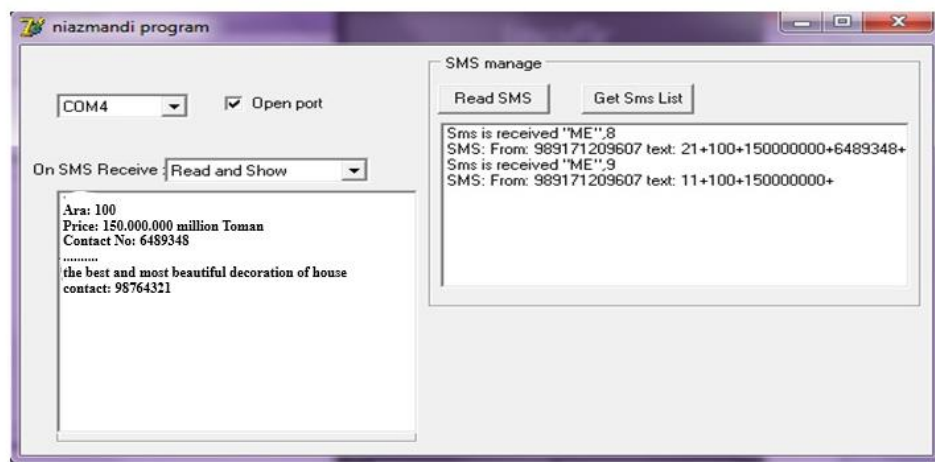 niazmandi program
COM4
Open port
On SMS Receive :
Read and Show
Ara: 100
Price: 150.000.000 million Toman
Contact No: 6489348
..........
the best and most beautiful decoration of house
contact: 98764321
SMS manage
Read SMS
Get Sms List
Sms is received "ME",8
SMS: From: 989171209607 text: 21+100+150000000+6489348+
Sms is received "ME",9
SMS: From: 989171209607 text: 11+100+150000000+